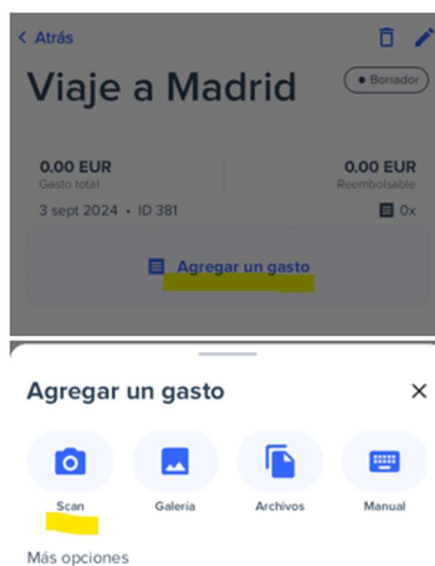 Atrás
Viaje a Madrid
• Borrador
0.00 EUR 0.00 EUR
Gasto total Reembolsable
3 sept 2024 • ID 381 0x
Agregar un gasto
Agregar un gasto
Scan Galería Archivos Manual
Más opciones